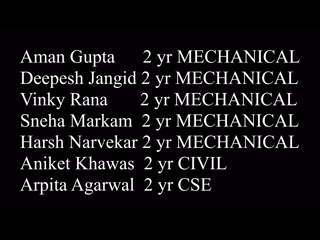 Aman Gupta 2 yr MECHANICAL
Deepesh Jangid 2 yr MECHANICAL
Vinky Rana 2 yr MECHANICAL
Sneha Markam 2 yr MECHANICAL
Harsh Narvekar 2 yr MECHANICAL
Aniket Khawas 2 yr CIVIL
Arpita Agarwal 2 yr CSE